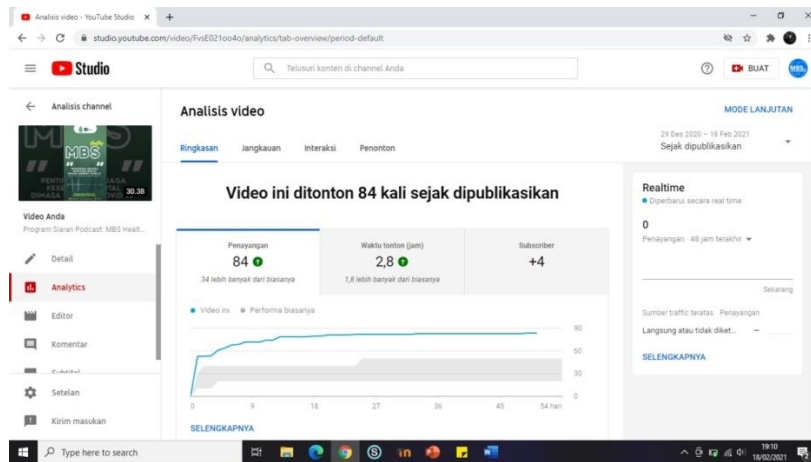 Analisis video - YouTube Studio
studio.youtube.com/video/FvsE021oo4o/analytics/tab-overview/period-default
Studio
Telusuri konten di channel Anda
BUAT
MBS
Analisis channel
Analisis video
MODE LANJUTAN
Ringkasan Jangkauan Interaksi Penonton
29 Des 2020 – 18 Feb 2021
Sejak dipublikasikan
MBS
30.38
Video Anda
Program Siaran Podcast: MBS Healt...
Detail
Analytics
Editor
Komentar
Subtitel
Setelan
Kirim masukan
Video ini ditonton 84 kali sejak dipublikasikan
Penayangan
84
34 lebih banyak dari biasanya
Waktu tonton (jam)
2,8
1,8 lebih banyak dari biasanya
Subscriber
+4
Video ini Performa biasanya
90
60
30
0
0 9 18 27 36 45 54 hari
SELENGKAPNYA
Realtime
Diperbarui secara real time
0
Penayangan · 48 jam terakhir
Sekarang
Sumber traffic teratas Penayangan
Langsung atau tidak diket... –
SELENGKAPNYA
Type here to search
19:10
18/02/2021